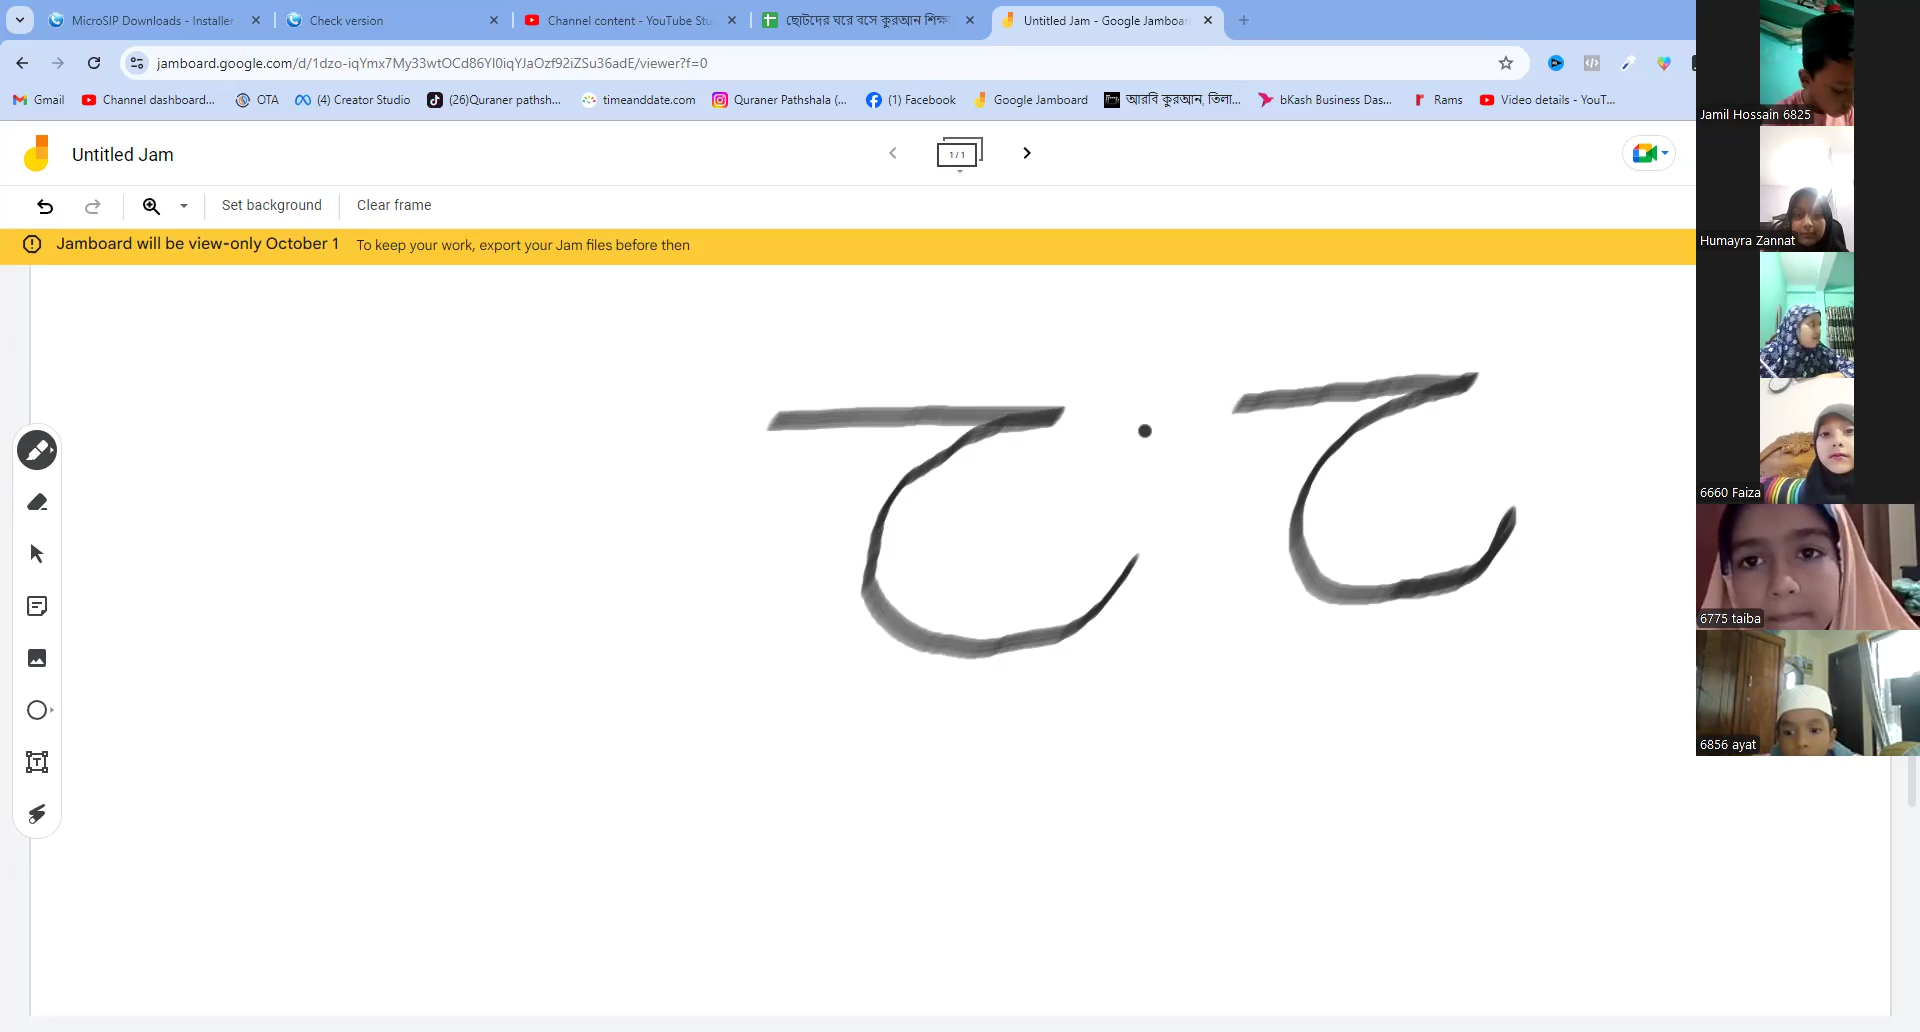 MicroSIP Downloads - Installer
Check version
Channel content - YouTube Stu
ছোটদের ঘরে বসে কুরআন শিক্ষা
Untitled Jam - Google Jamboar
jamboard.google.com/d/1dzo-iqYmx7My33wtOCd86Yl0iqYJaOzf92iZSu36adE/viewer?f=0
Gmail
Channel dashboard...
OTA
(4) Creator Studio
(26)Quraner pathsh...
timeanddate.com
Quraner Pathshala (...
(1) Facebook
Google Jamboard
আরবি কুরআন, তিলা...
bKash Business Das...
Rams
Video details - YouT...
Untitled Jam
1 / 1
Set background
Clear frame
Jamboard will be view-only October 1 To keep your work, export your Jam files before then
ح ح
Jamil Hossain 6825
Humayra Zannat
6660 Faiza
6775 taiba
6856 ayat